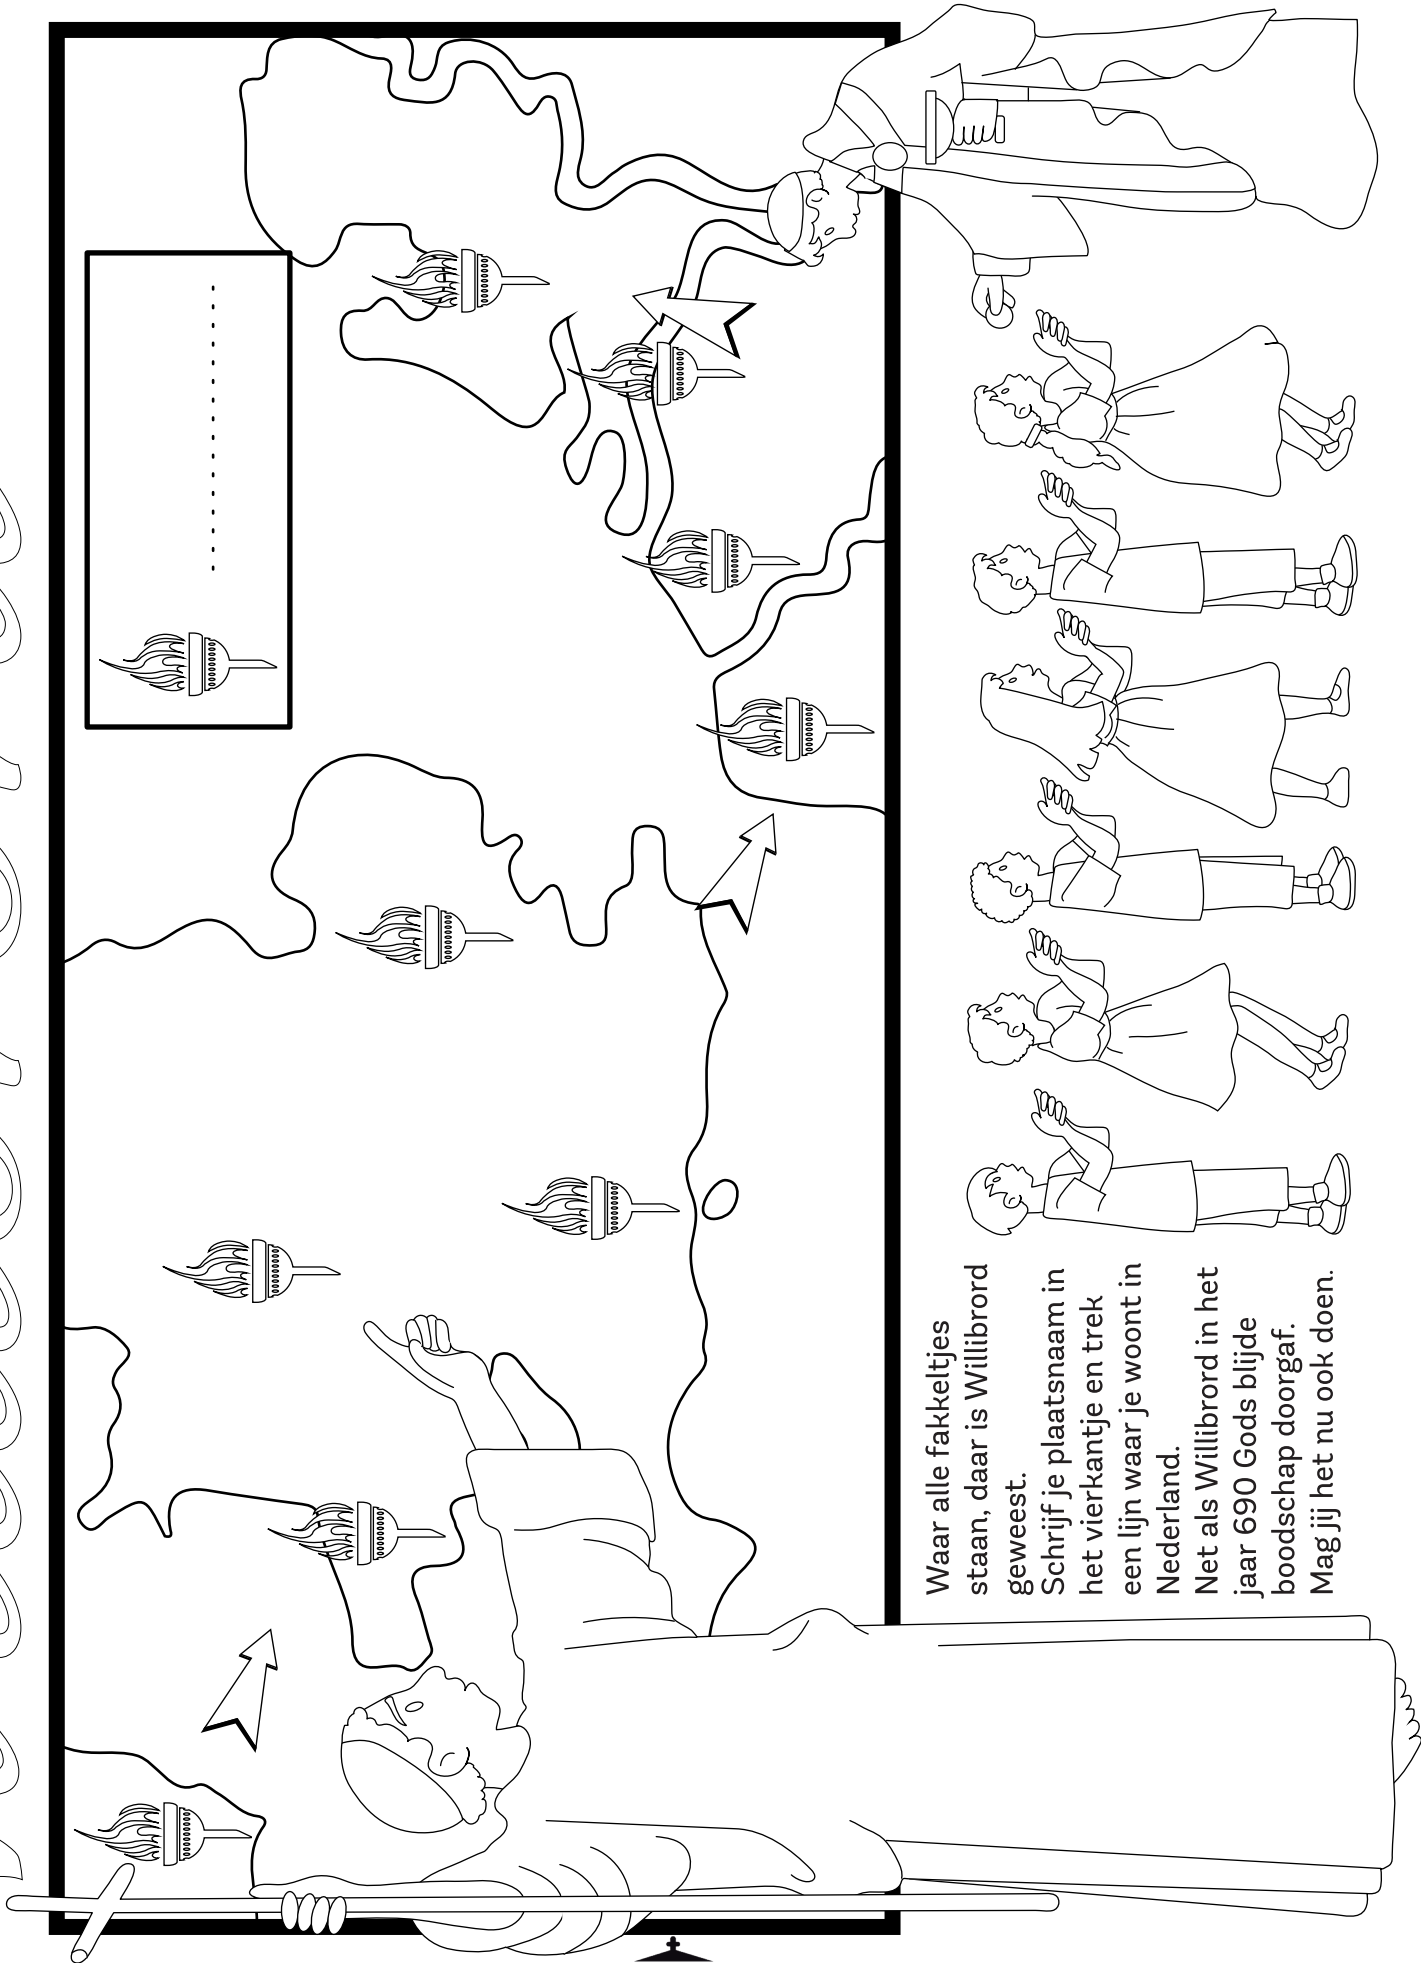 Waar alle fakkeltjes
staan, daar is Willibrord
geweest.
Schrijf je plaatsnaam in
het vierkantje en trek
een lijn waar je woont in
Nederland.
Net als Willibrord in het
jaar 690 Gods blijde
boodschap doorgaf.
Mag jij het nu ook doen.